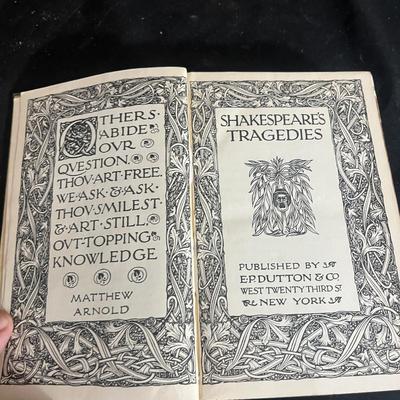 OTHERS·
ABIDE
OVR
QVESTION.
THOV·ART·FREE.
WE·ASK·&·ASK·
THOV·SMILEST·
&·ART·STILL,
OVT·TOPPING
KNOWLEDGE
MATTHEW
ARNOLD
SHAKESPEARE'S
TRAGEDIES
PUBLISHED BY
E·P·DUTTON & CO
WEST TWENTY THIRD ST
NEW YORK